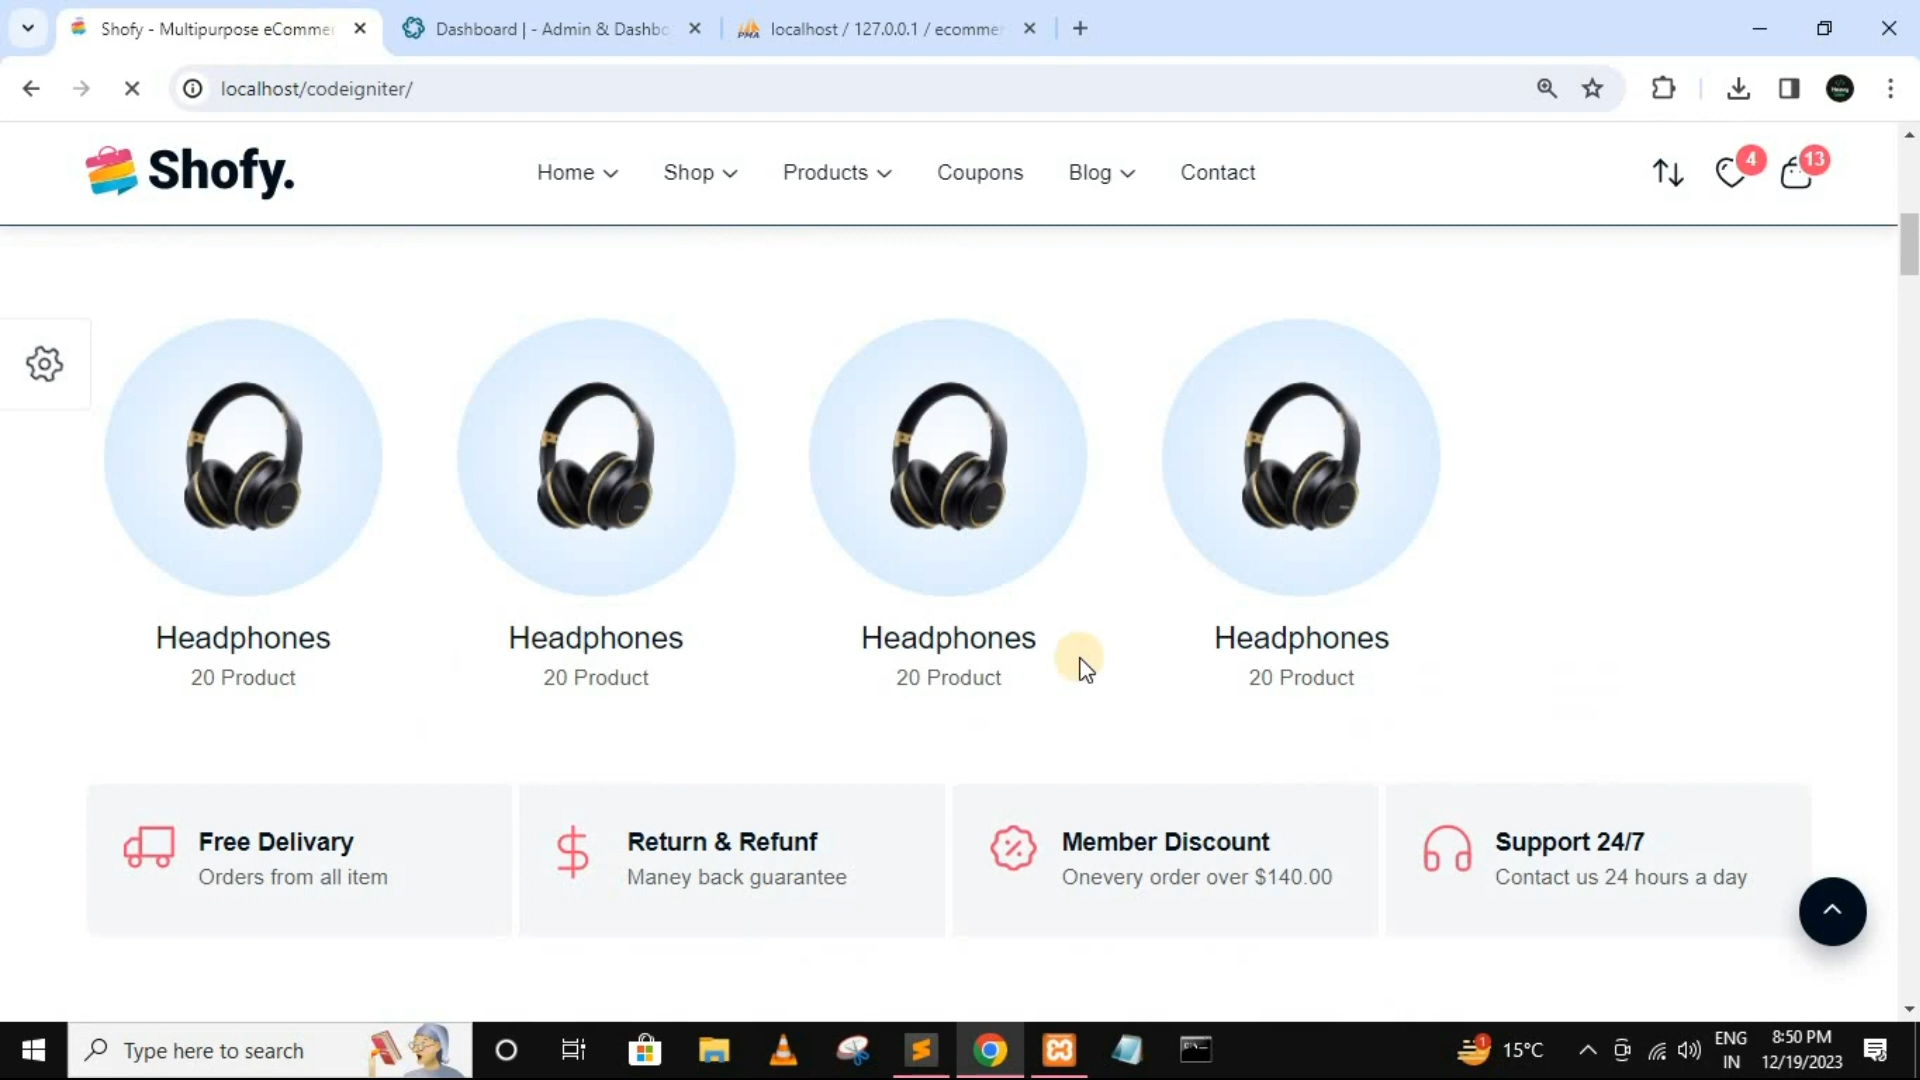 Shofy - Multipurpose eComme
Dashboard | - Admin & Dashb
localhost / 127.0.0.1 / ecomme
localhost/codeigniter/
Shofy.
Home
Shop
Products
Coupons
Blog
Contact
4
13
Headphones
20 Product
Headphones
20 Product
Headphones
20 Product
Headphones
20 Product
Free Delivary
Orders from all item
Return & Refunf
Maney back guarantee
Member Discount
Onevery order over $140.00
Support 24/7
Contact us 24 hours a day
Type here to search
1
15°C
ENG
IN
8:50 PM
12/19/2023